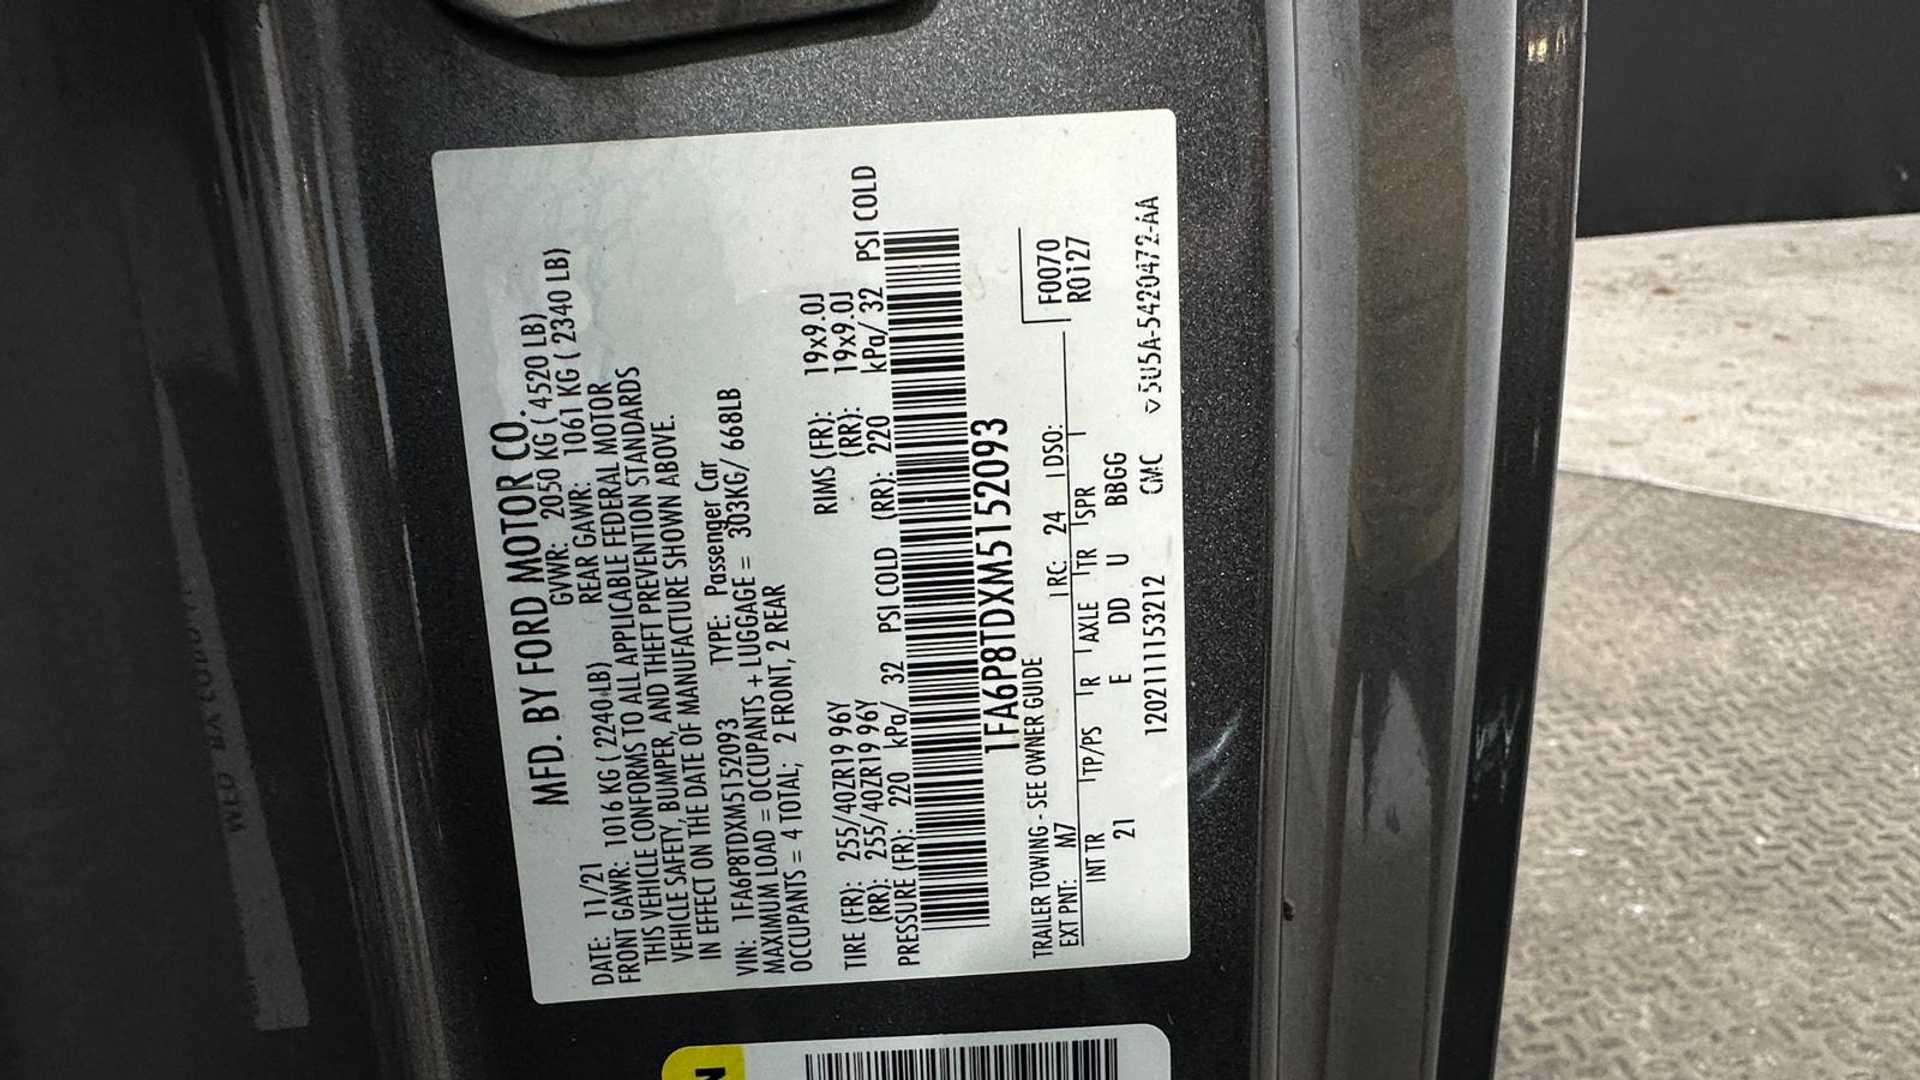 MFD. BY FORD MOTOR CO.
DATE: 11/21 GVWR: 2050 KG ( 4520 LB)
FRONT GAWR: 1016 KG ( 2240 LB) REAR GAWR: 1061 KG ( 2340 LB)
THIS VEHICLE CONFORMS TO ALL APPLICABLE FEDERAL MOTOR
VEHICLE SAFETY, BUMPER, AND THEFT PREVENTION STANDARDS
IN EFFECT ON THE DATE OF MANUFACTURE SHOWN ABOVE.
VIN: 1FA6P8TDXM5152093 TYPE: Passenger Car
MAXIMUM LOAD = OCCUPANTS + LUGGAGE = 303KG/ 668LB
OCCUPANTS = 4 TOTAL; 2 FRONT, 2 REAR
TIRE (FR): 255/40ZR19 96Y RIMS (FR): 19x9.0J
(RR): 255/40ZR19 96Y (RR): 19x9.0J
PRESSURE (FR): 220 kPa/ 32 PSI COLD (RR): 220 kPa/ 32 PSI COLD
1FA6P8TDXM5152093
TRAILER TOWING - SEE OWNER GUIDE
F0070
EXT PNT: M7 RC: 24 DSO:
R0127
INT TR TP/PS R AXLE TR SPR
21 E DD U BBGG
120211153212 CMC ▽5U5A-5420472-AA